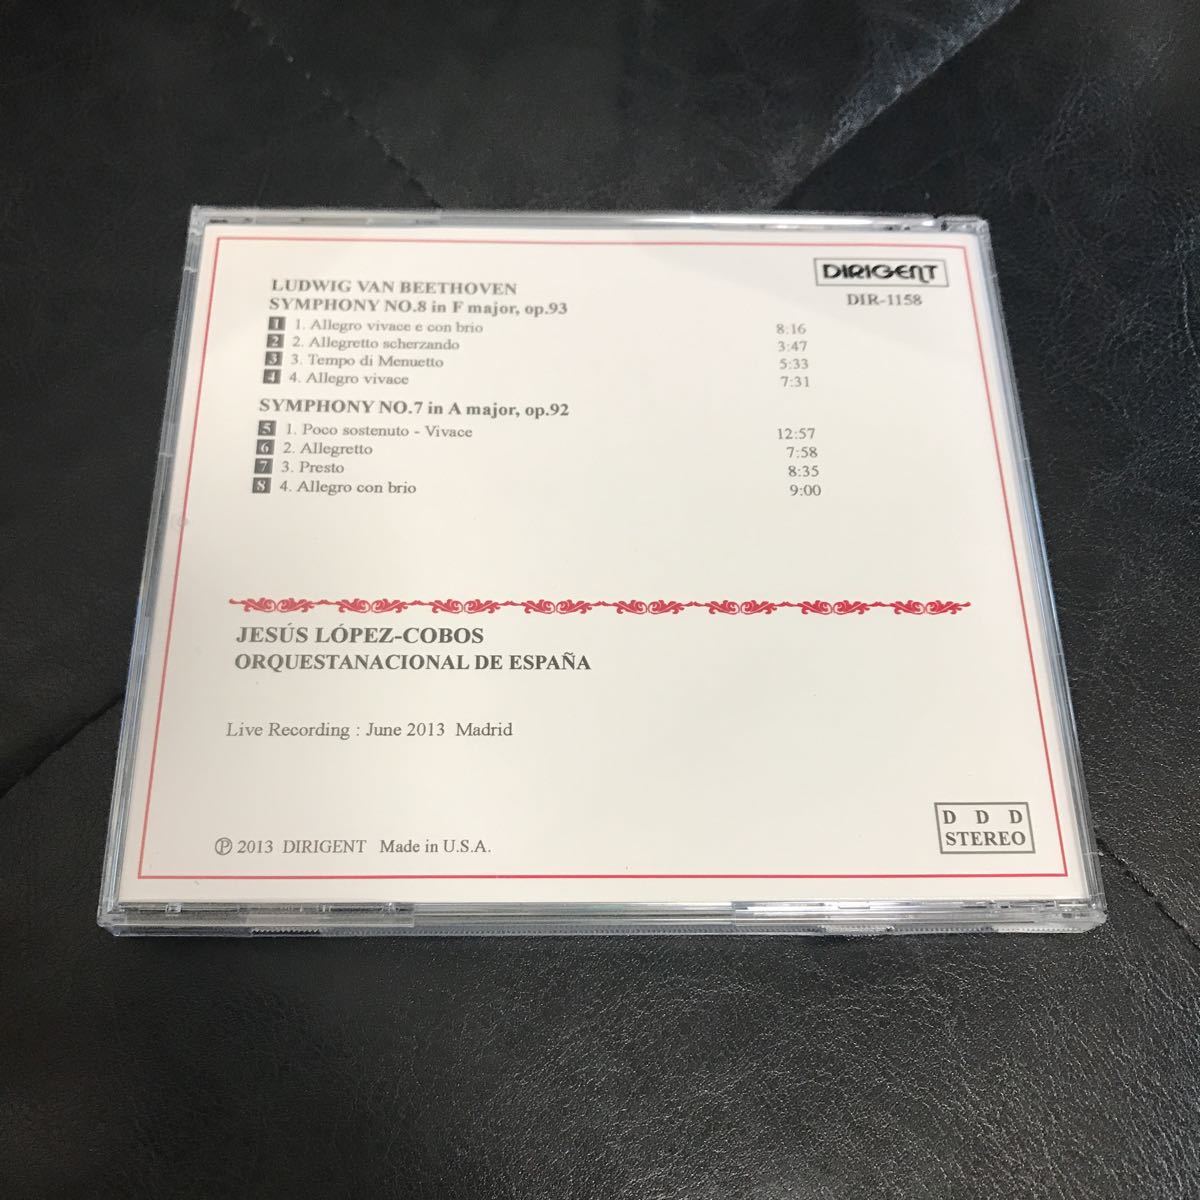 DIRIGENT
DIR-1158
LUDWIG VAN BEETHOVEN
SYMPHONY NO.8 in F major, op.93
1 1. Allegro vivace e con brio 8:16
2 2. Allegretto scherzando 3:47
3 3. Tempo di Menuetto 5:33
4 4. Allegro vivace 7:31
SYMPHONY NO.7 in A major, op.92
5 1. Poco sostenuto - Vivace 12:57
6 2. Allegretto 7:58
7 3. Presto 8:35
8 4. Allegro con brio 9:00
JESÚS LÓPEZ-COBOS
ORQUESTANACIONAL DE ESPAÑA
Live Recording : June 2013 Madrid
D D D
STEREO
℗ 2013 DIRIGENT Made in U.S.A.